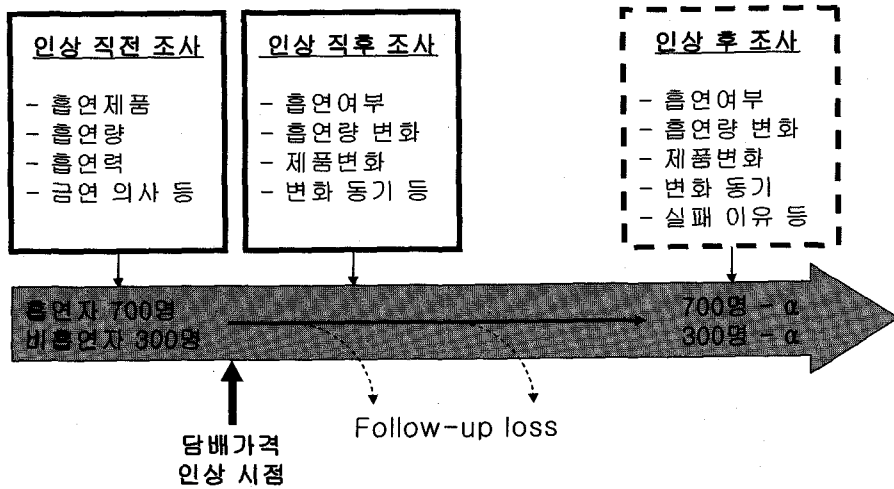 인상 직전 조사
- 흡연제품
- 흡연량
- 흡연력
- 금연 의사 등
인상 직후 조사
- 흡연여부
- 흡연량 변화
- 제품변화
- 변화 동기 등
인상 후 조사
- 흡연여부
- 흡연량 변화
- 제품변화
- 변화 동기
- 실패 이유 등
흡연자 700명
비흡연자 300명
700명 - α
300명 - α
담배가격
인상 시점
Follow-up loss